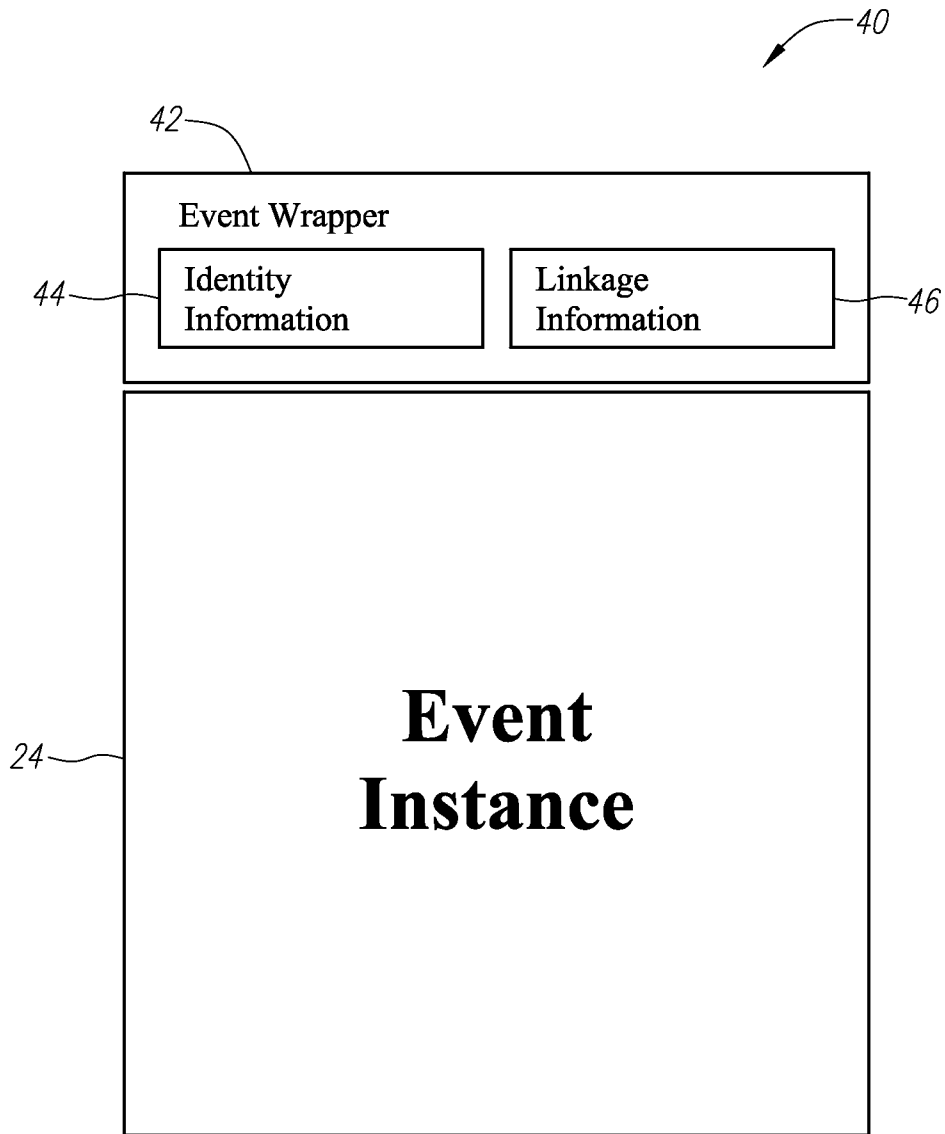 40
42
Event Wrapper
44
Identity
Information
Linkage
Information
46
24
Event
Instance